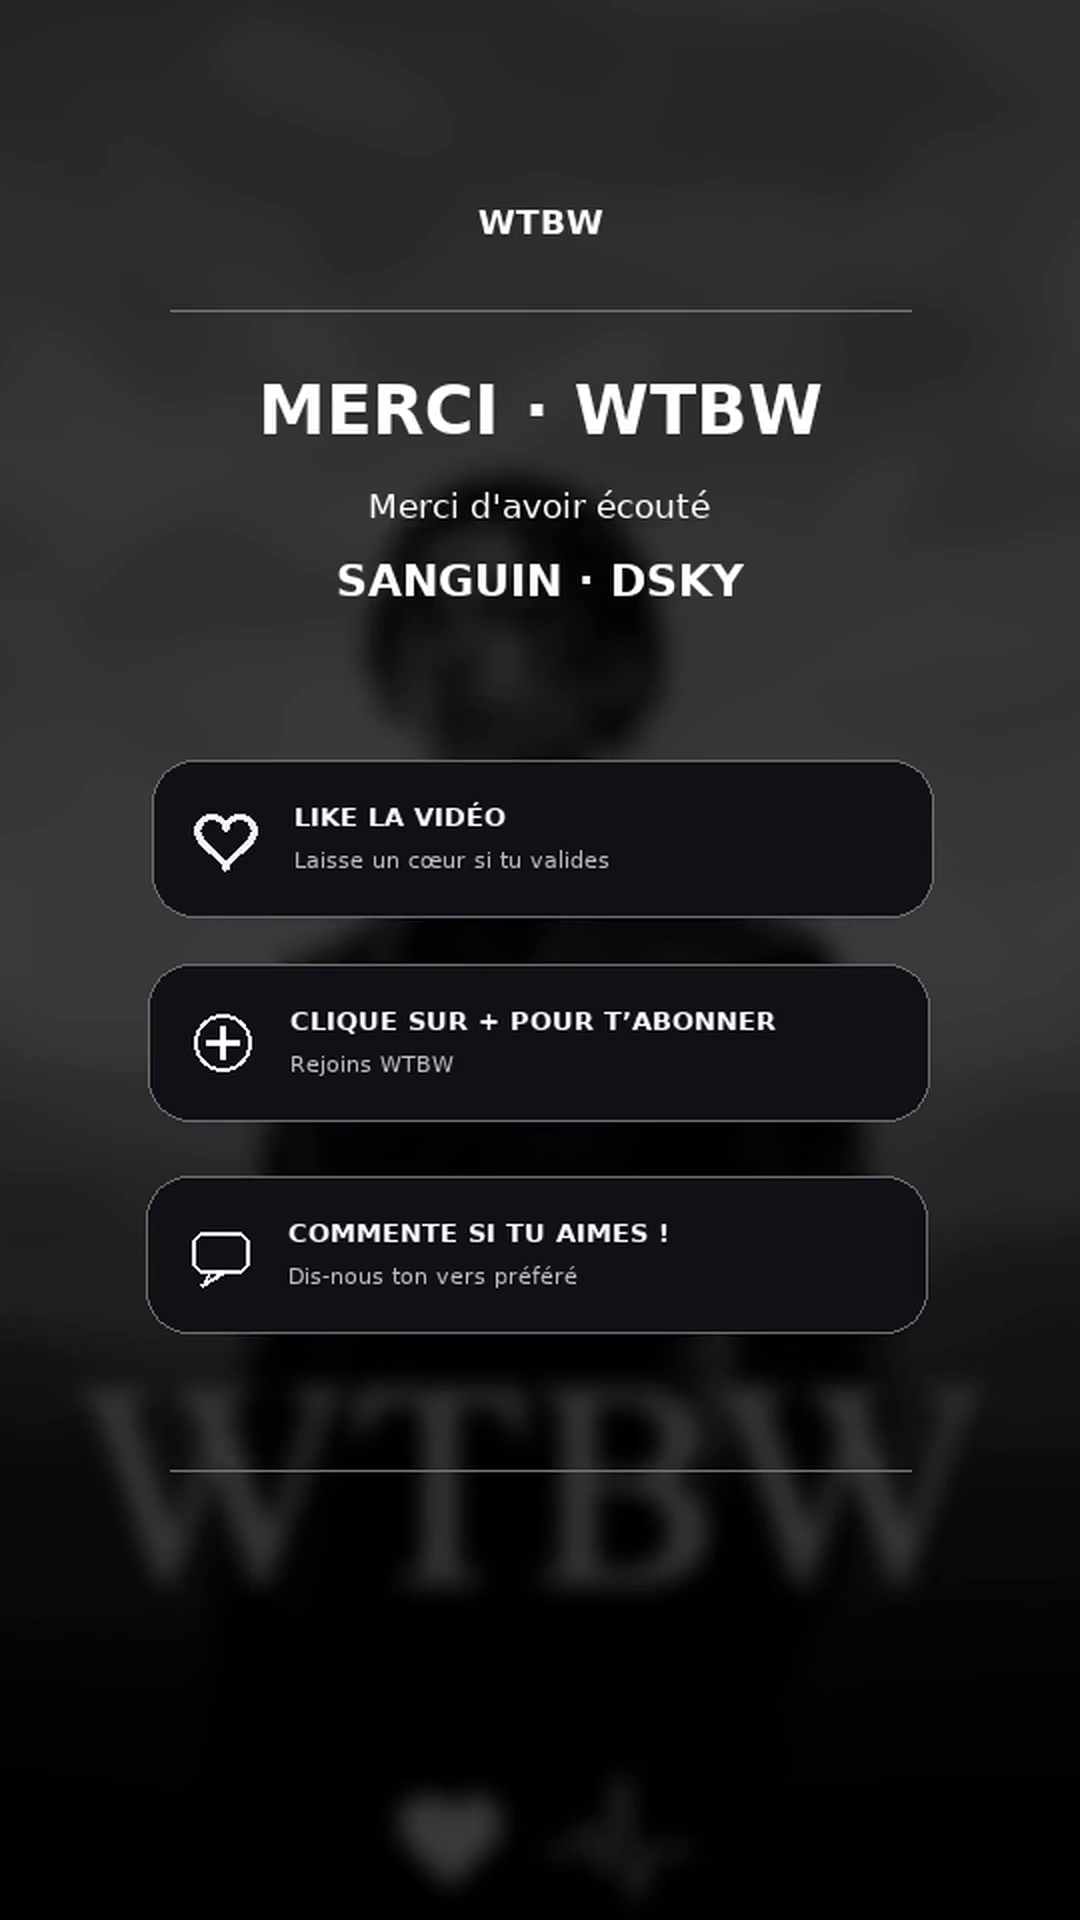 WTBW
MERCI · WTBW
Merci d'avoir écouté
SANGUIN · DSKY
LIKE LA VIDÉO
Laisse un cœur si tu valides
CLIQUE SUR + POUR T’ABONNER
Rejoins WTBW
COMMENTE SI TU AIMES !
Dis-nous ton vers préféré
WTBW